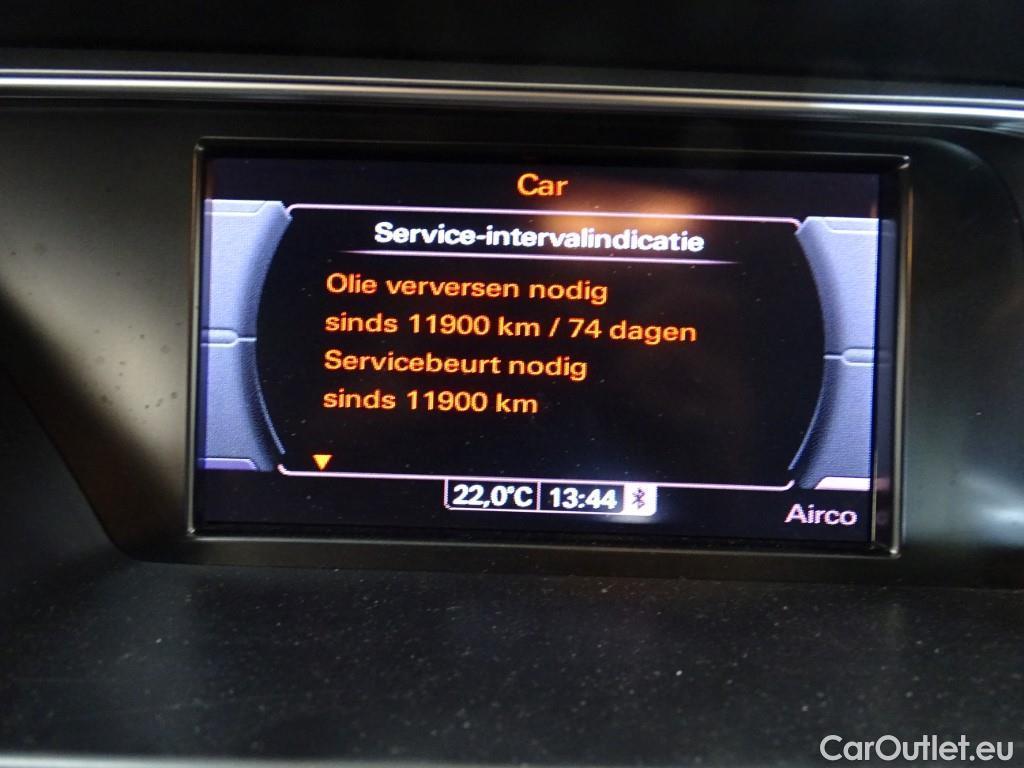 Car
Service-intervalindicatie
Olie verversen nodig
sinds 11900 km / 74 dagen
Servicebeurt nodig
sinds 11900 km
22,0°C 13:44
Airco
CarOutlet.eu